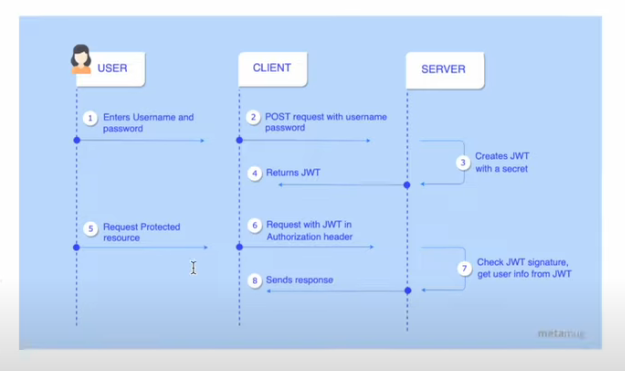 USER
CLIENT
SERVER
1 Enters Username and
password
2 POST request with username
password
3 Creates JWT
with a secret
4 Returns JWT
5 Request Protected
resource
6 Request with JWT in
Authorization header
7 Check JWT signature,
get user info from JWT
8 Sends response
metamug